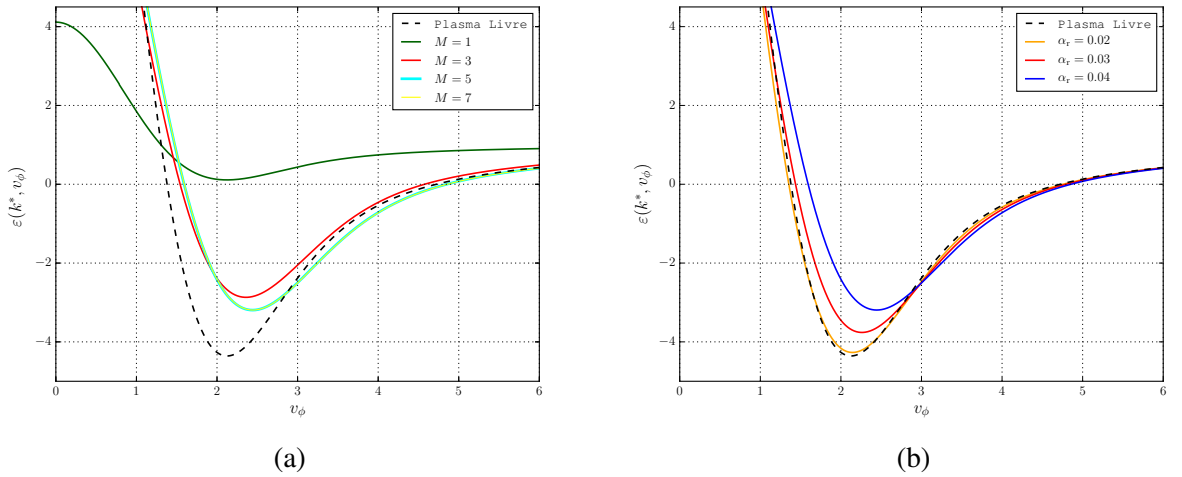 4
2
0
−2
−4
0
1
2
3
4
5
6
ε(k*, v_ϕ)
v_ϕ
Plasma Livre
M = 1
M = 3
M = 5
M = 7
(a)
4
2
0
−2
−4
0
1
2
3
4
5
6
ε(k*, v_ϕ)
v_ϕ
Plasma Livre
α_r = 0.02
α_r = 0.03
α_r = 0.04
(b)